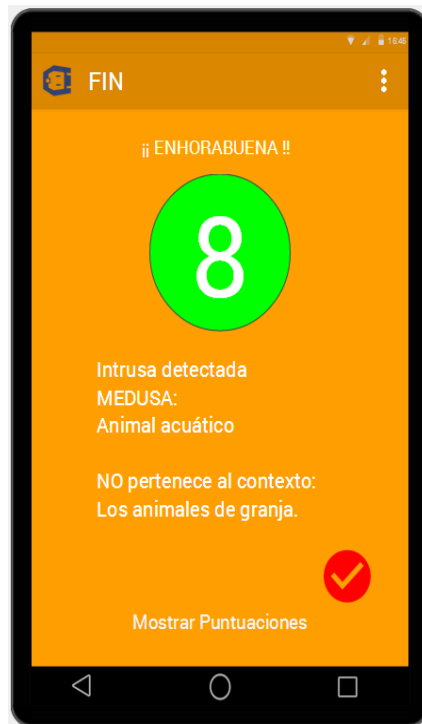 18:45
FIN
¡¡ ENHORABUENA !!
8
Intrusa detectada
MEDUSA:
Animal acuático
NO pertenece al contexto:
Los animales de granja.
Mostrar Puntuaciones